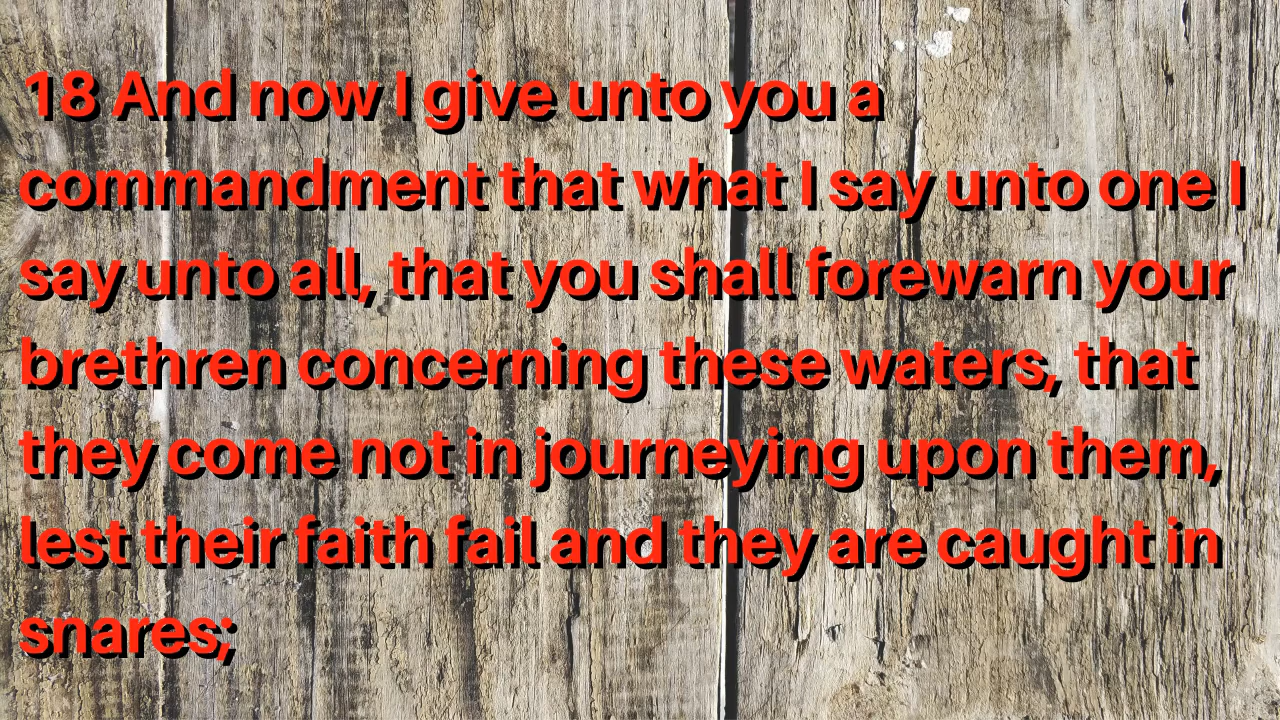 18 And now I give unto you a
commandment that what I say unto one I
say unto all, that you shall forewarn your
brethren concerning these waters, that
they come not in journeying upon them,
lest their faith fail and they are caught in
snares;